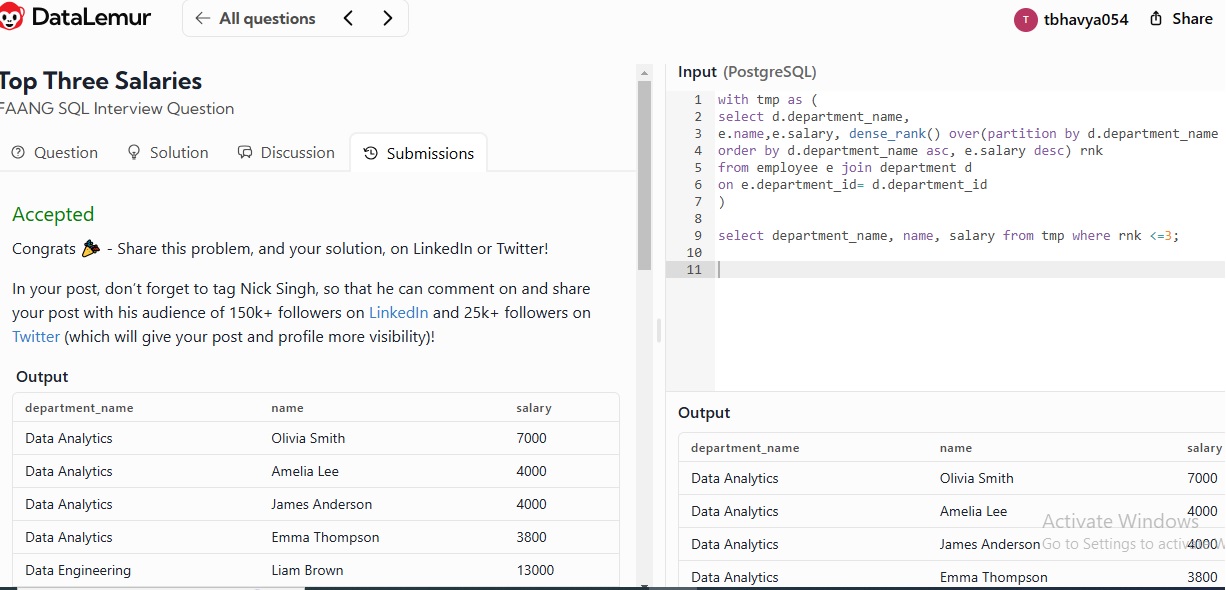 DataLemur
All questions
T tbhavya054 Share
Top Three Salaries
FAANG SQL Interview Question
Question Solution Discussion Submissions
Accepted
Congrats 🎉 - Share this problem, and your solution, on LinkedIn or Twitter!
In your post, don't forget to tag Nick Singh, so that he can comment on and share
your post with his audience of 150k+ followers on LinkedIn and 25k+ followers on
Twitter (which will give your post and profile more visibility)!
Output
department_name name salary
Data Analytics Olivia Smith 7000
Data Analytics Amelia Lee 4000
Data Analytics James Anderson 4000
Data Analytics Emma Thompson 3800
Data Engineering Liam Brown 13000
Input (PostgreSQL)
1 with tmp as (
2 select d.department_name,
3 e.name,e.salary, dense_rank() over(partition by d.department_name
4 order by d.department_name asc, e.salary desc) rnk
5 from employee e join department d
6 on e.department_id= d.department_id
7 )
8
9 select department_name, name, salary from tmp where rnk <=3;
10
11
Output
department_name name salary
Data Analytics Olivia Smith 7000
Data Analytics Amelia Lee 4000
Data Analytics James Anderson 4000
Data Analytics Emma Thompson 3800
Activate Windows
Go to Settings to activate W